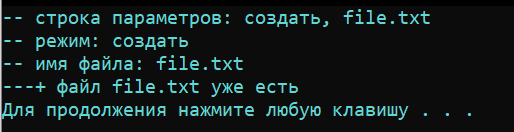 -- строка параметров: создать, file.txt
-- режим: создать
-- имя файла: file.txt
---+ файл file.txt уже есть
Для продолжения нажмите любую клавишу . . .